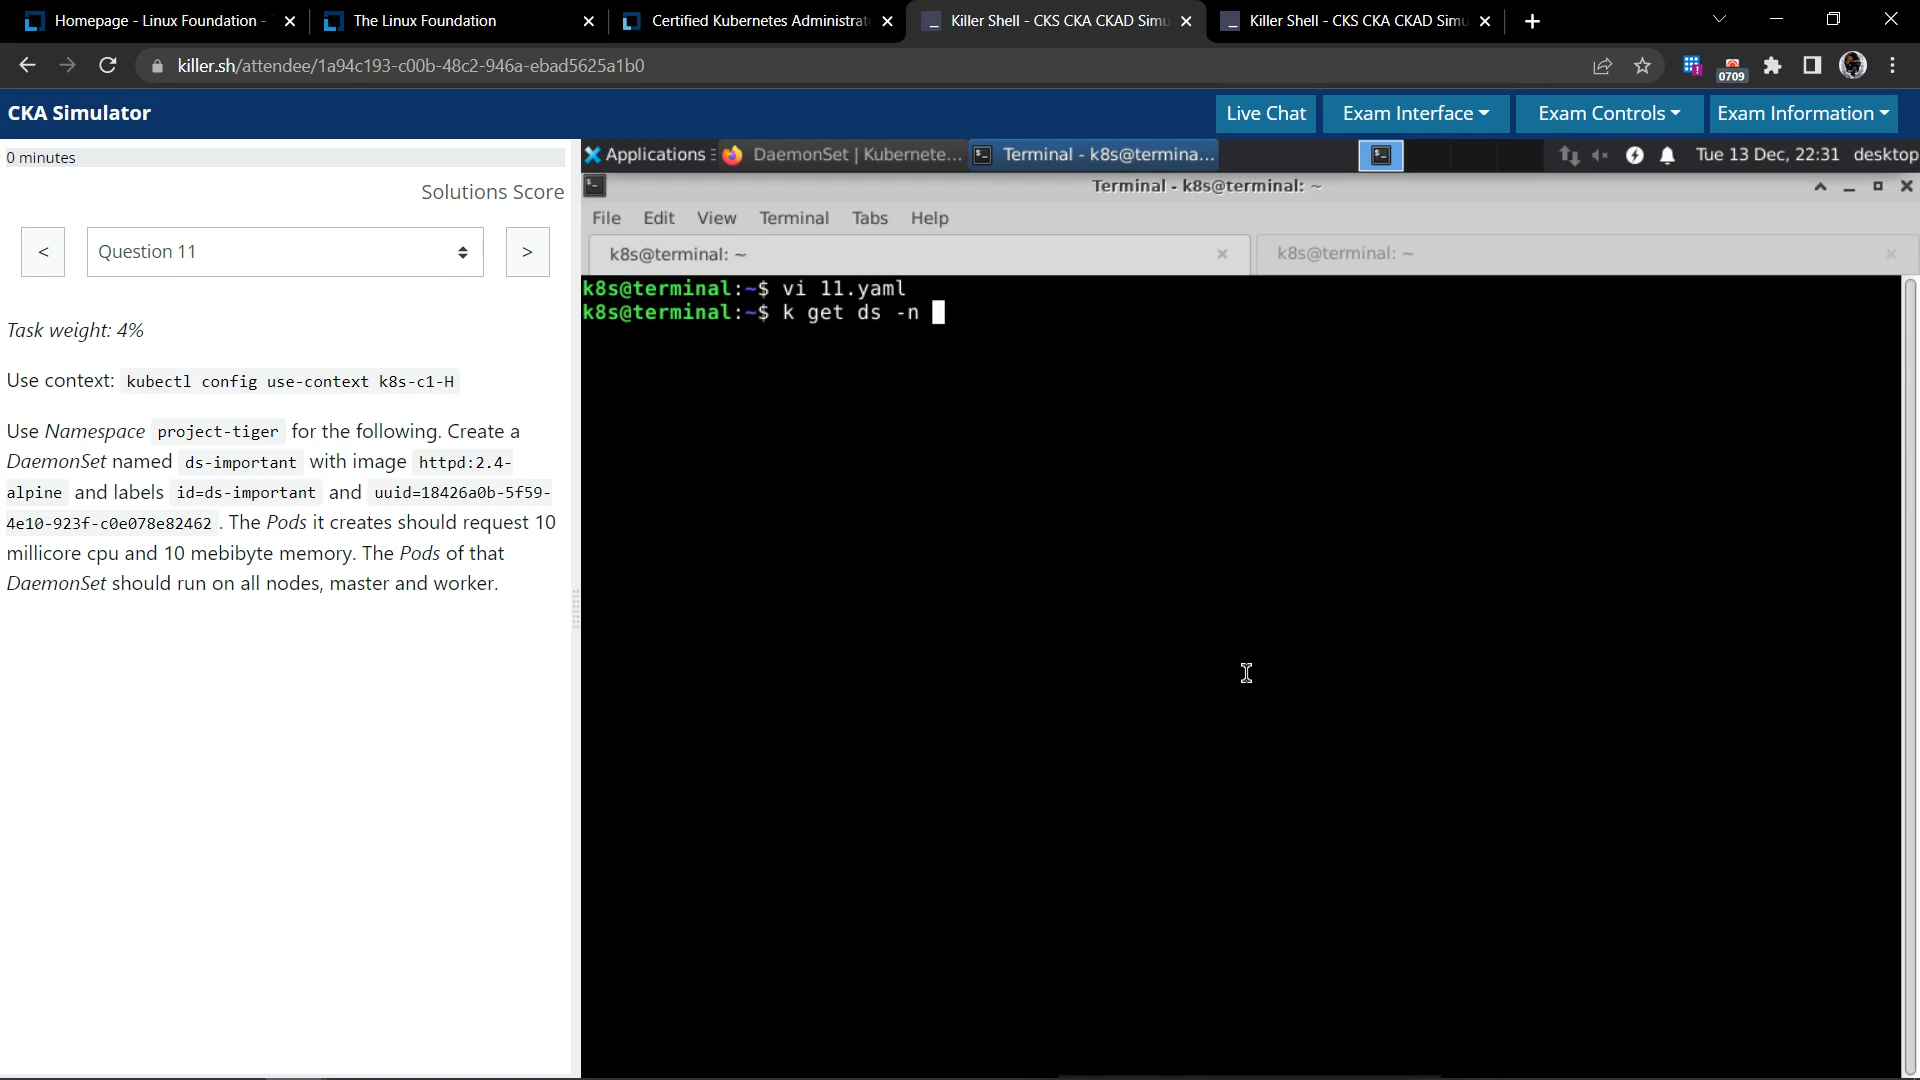 Homepage - Linux Foundation -
The Linux Foundation
Certified Kubernetes Administrat
Killer Shell - CKS CKA CKAD Simu
Killer Shell - CKS CKA CKAD Simu
killer.sh/attendee/1a94c193-c00b-48c2-946a-ebad5625a1b0
0709
CKA Simulator
Live Chat
Exam Interface
Exam Controls
Exam Information
0 minutes
Solutions Score
<
Question 11
>
Task weight: 4%
Use context: kubectl config use-context k8s-c1-H
Use Namespace project-tiger for the following. Create a
DaemonSet named ds-important with image httpd:2.4-
alpine and labels id=ds-important and uuid=18426a0b-5f59-
4e10-923f-c0e078e82462 . The Pods it creates should request 10
millicore cpu and 10 mebibyte memory. The Pods of that
DaemonSet should run on all nodes, master and worker.
Applications
DaemonSet | Kubernete...
Terminal - k8s@termina...
Tue 13 Dec, 22:31 desktop
Terminal - k8s@terminal: ~
File Edit View Terminal Tabs Help
k8s@terminal: ~
k8s@terminal: ~
k8s@terminal:~$ vi 11.yaml
k8s@terminal:~$ k get ds -n